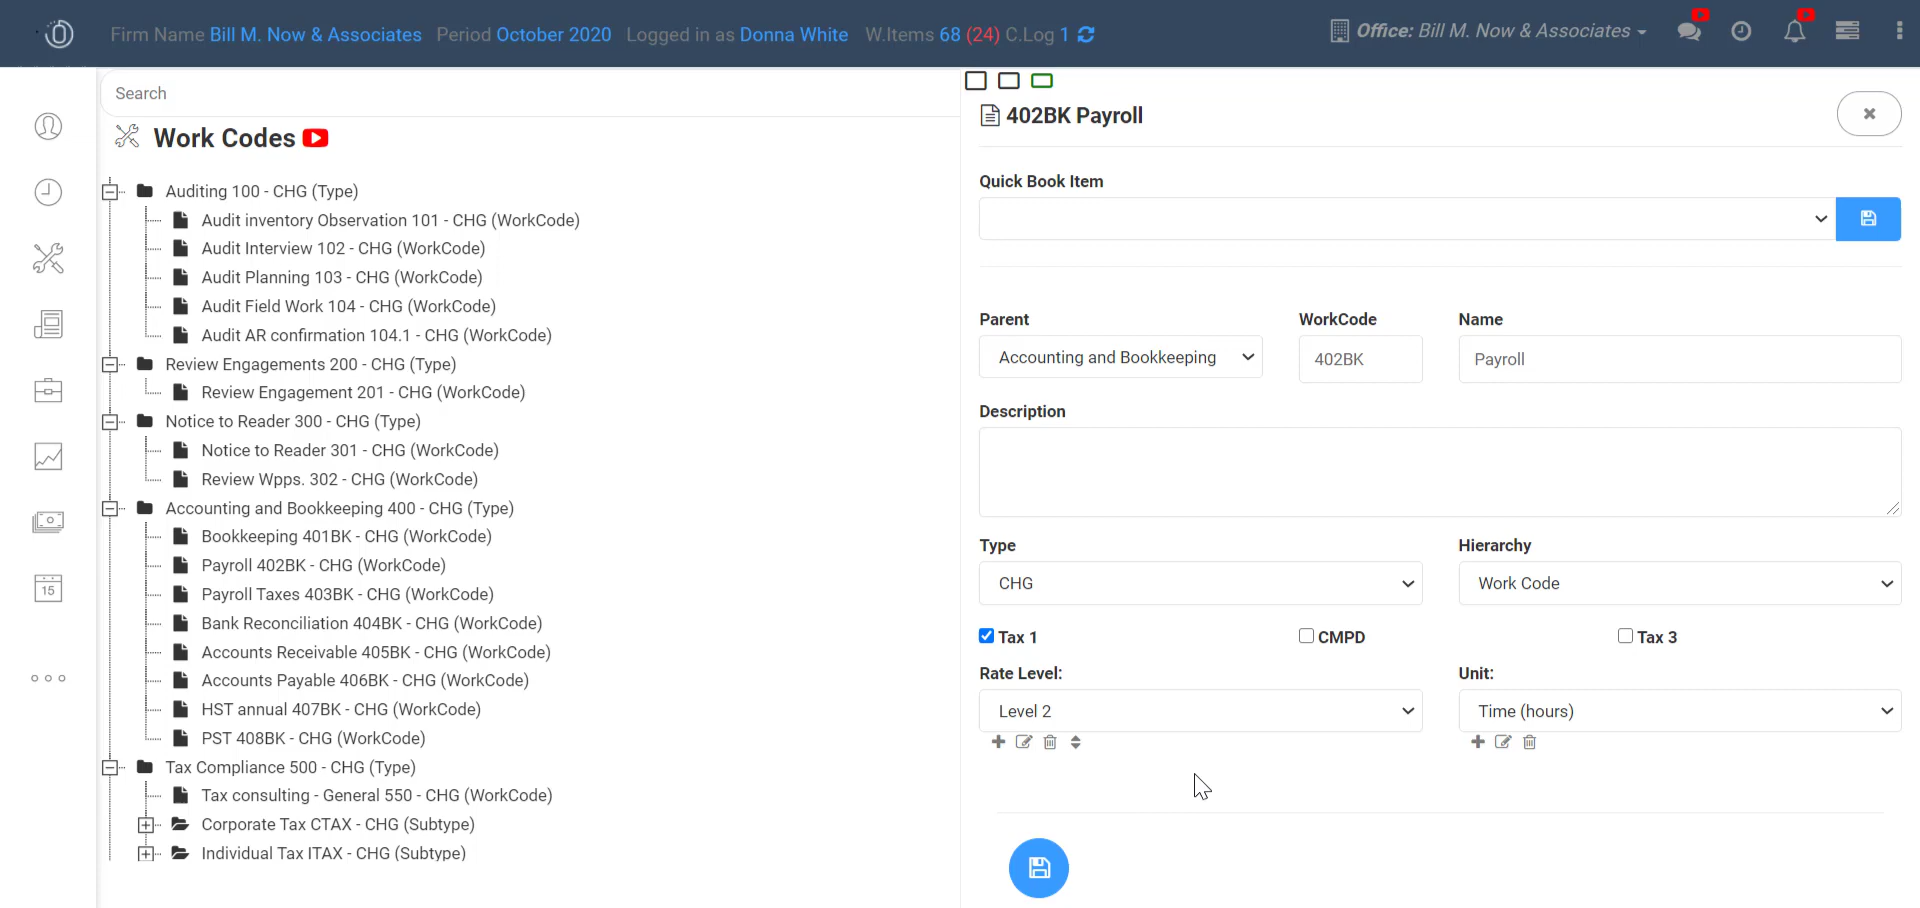 Firm Name Bill M. Now & Associates Period October 2020 Logged in as Donna White W.Items 68 (24) C.Log 1
Office: Bill M. Now & Associates
Search
Work Codes
Auditing 100 - CHG (Type)
Audit inventory Observation 101 - CHG (WorkCode)
Audit Interview 102 - CHG (WorkCode)
Audit Planning 103 - CHG (WorkCode)
Audit Field Work 104 - CHG (WorkCode)
Audit AR confirmation 104.1 - CHG (WorkCode)
Review Engagements 200 - CHG (Type)
Review Engagement 201 - CHG (WorkCode)
Notice to Reader 300 - CHG (Type)
Notice to Reader 301 - CHG (WorkCode)
Review Wpps. 302 - CHG (WorkCode)
Accounting and Bookkeeping 400 - CHG (Type)
Bookkeeping 401BK - CHG (WorkCode)
Payroll 402BK - CHG (WorkCode)
Payroll Taxes 403BK - CHG (WorkCode)
Bank Reconciliation 404BK - CHG (WorkCode)
Accounts Receivable 405BK - CHG (WorkCode)
Accounts Payable 406BK - CHG (WorkCode)
HST annual 407BK - CHG (WorkCode)
PST 408BK - CHG (WorkCode)
Tax Compliance 500 - CHG (Type)
Tax consulting - General 550 - CHG (WorkCode)
Corporate Tax CTAX - CHG (Subtype)
Individual Tax ITAX - CHG (Subtype)
15
402BK Payroll
Quick Book Item
Parent WorkCode Name
Accounting and Bookkeeping 402BK Payroll
Description
Type Hierarchy
CHG Work Code
Tax 1 CMPD Tax 3
Rate Level: Unit:
Level 2 Time (hours)